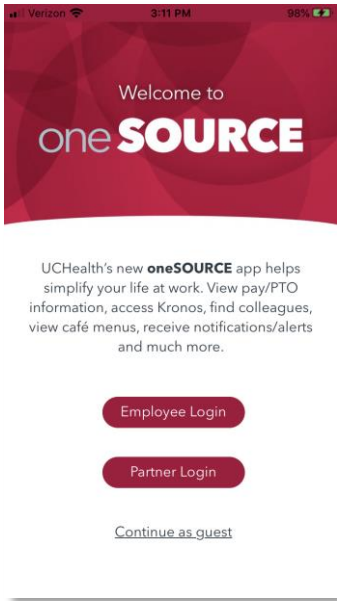 Verizon 3:11 PM 98%
Welcome to
one SOURCE
UCHealth's new oneSOURCE app helps
simplify your life at work. View pay/PTO
information, access Kronos, find colleagues,
view café menus, receive notifications/alerts
and much more.
Employee Login
Partner Login
Continue as guest